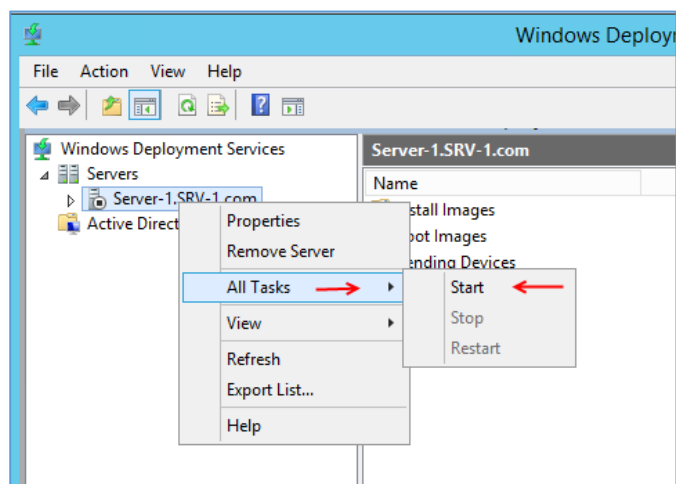 Windows Deploy
File Action View Help
Windows Deployment Services
Server-1.SRV-1.com
Servers
Name
Server-1.SRV-1.com
Active Direct
Properties
stall Images
Remove Server
oot Images
ending Devices
All Tasks
Start
View
Stop
Restart
Refresh
Export List...
Help